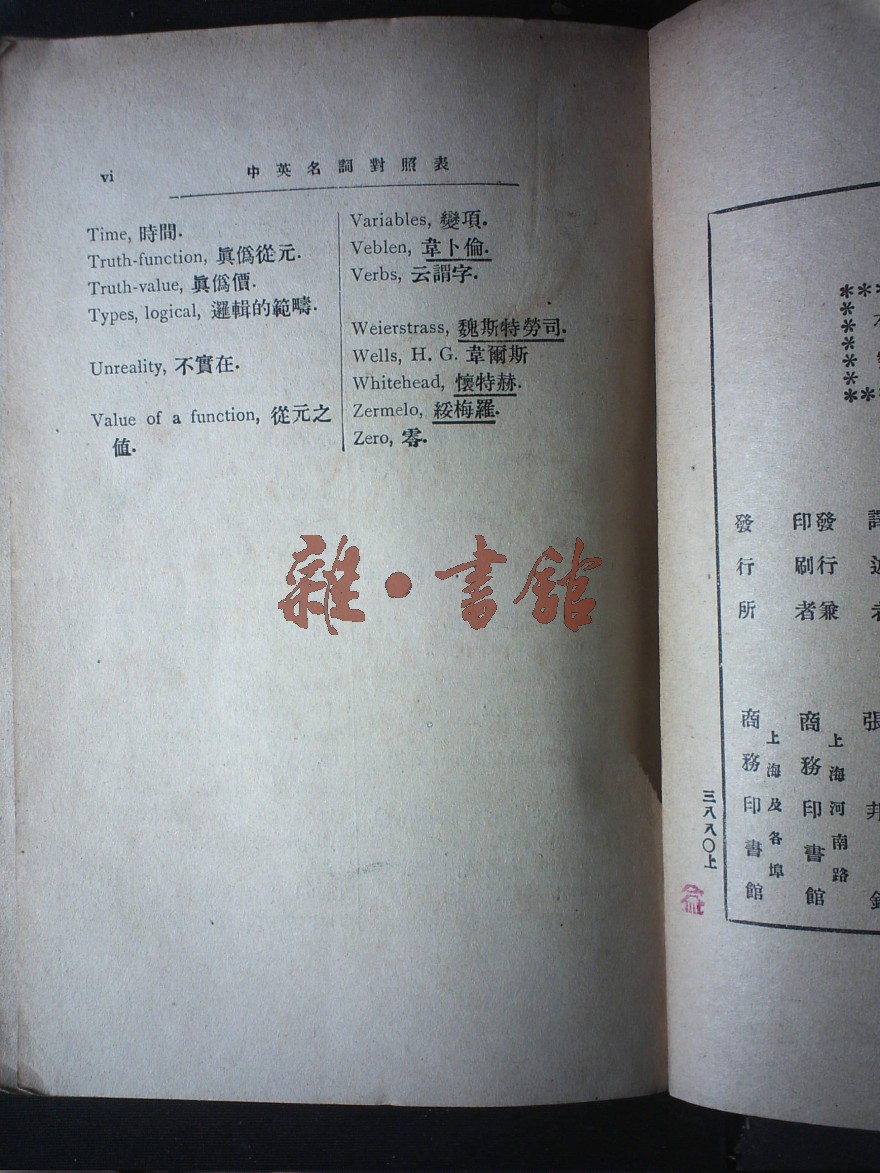 vi
中英名詞對照表
Time, 時間.
Truth-function, 眞僞從元.
Truth-value, 眞僞價.
Types, logical, 邏輯的範疇.
Unreality, 不實在.
Value of a function, 從元之
値.
Variables, 變項.
Veblen, 韋卜倫.
Verbs, 云謂字.
Weierstrass, 魏斯特勞司.
Wells, H. G. 韋爾斯
Whitehead, 懷特赫.
Zermelo, 綏梅羅.
Zero, 零.
雜·書館
張邦
發行兼
印刷者
上海河南路
商務印書館
發行所
上海及各埠
商務印書館
三八八〇上